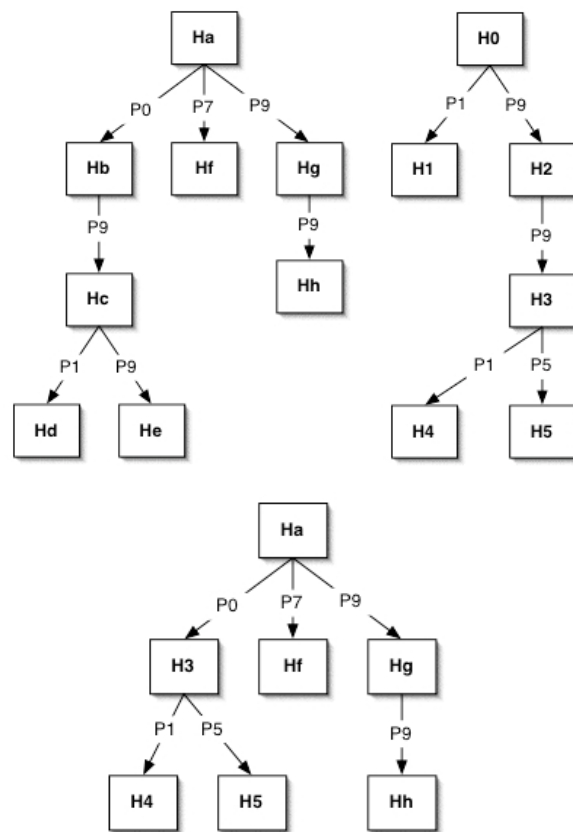 Ha H0
P0 P7 P9 P1 P9
Hb Hf Hg H1 H2
P9 P9 P9
Hc Hh H3
P1 P9 P1 P5
Hd He H4 H5
Ha
P0 P7 P9
H3 Hf Hg
P1 P5 P9
H4 H5 Hh